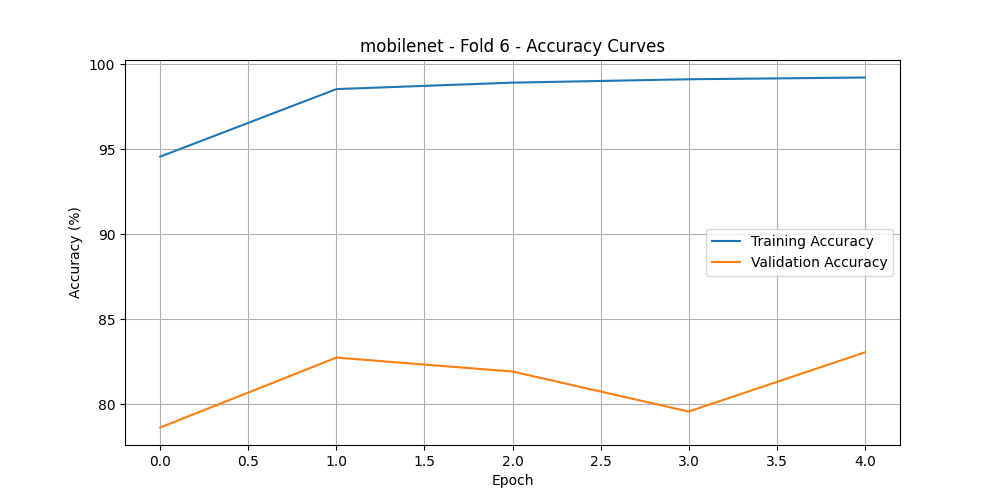 mobilenet - Fold 6 - Accuracy Curves
100
95
90
85
80
Accuracy (%)
Training Accuracy
Validation Accuracy
0.0 0.5 1.0 1.5 2.0 2.5 3.0 3.5 4.0
Epoch